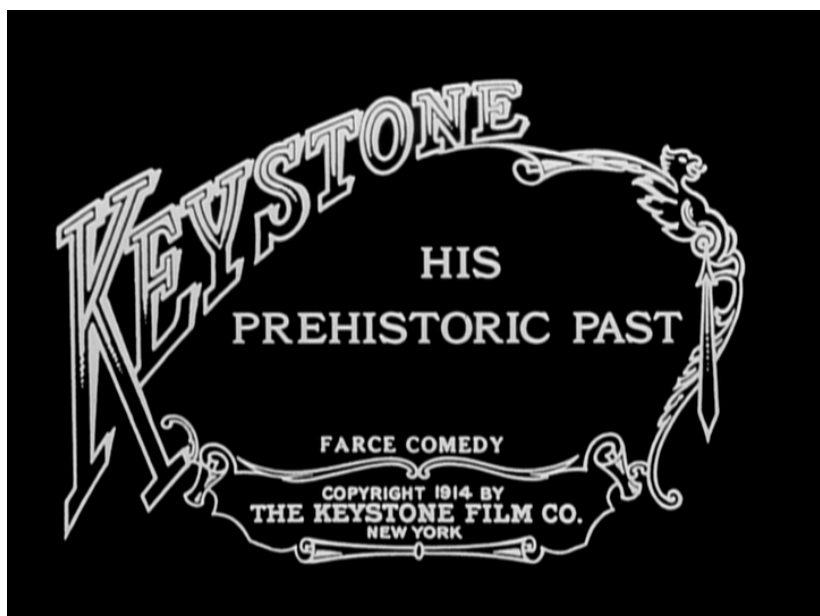 KEYSTONE
HIS
PREHISTORIC PAST
FARCE COMEDY
COPYRIGHT 1914 BY
THE KEYSTONE FILM CO.
NEW YORK